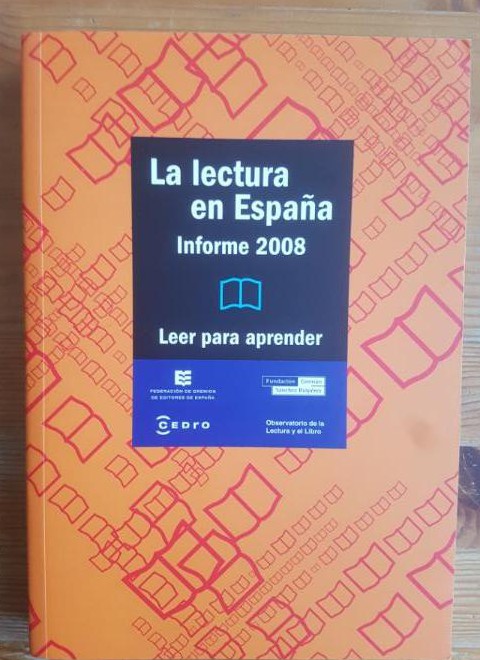 La lectura
en España
Informe 2008
Leer para aprender
FEDERACIÓN DE GREMIOS
DE EDITORES DE ESPAÑA
Fundación Germán
Sánchez Ruipérez
CEDRO
Observatorio de la
Lectura y el Libro